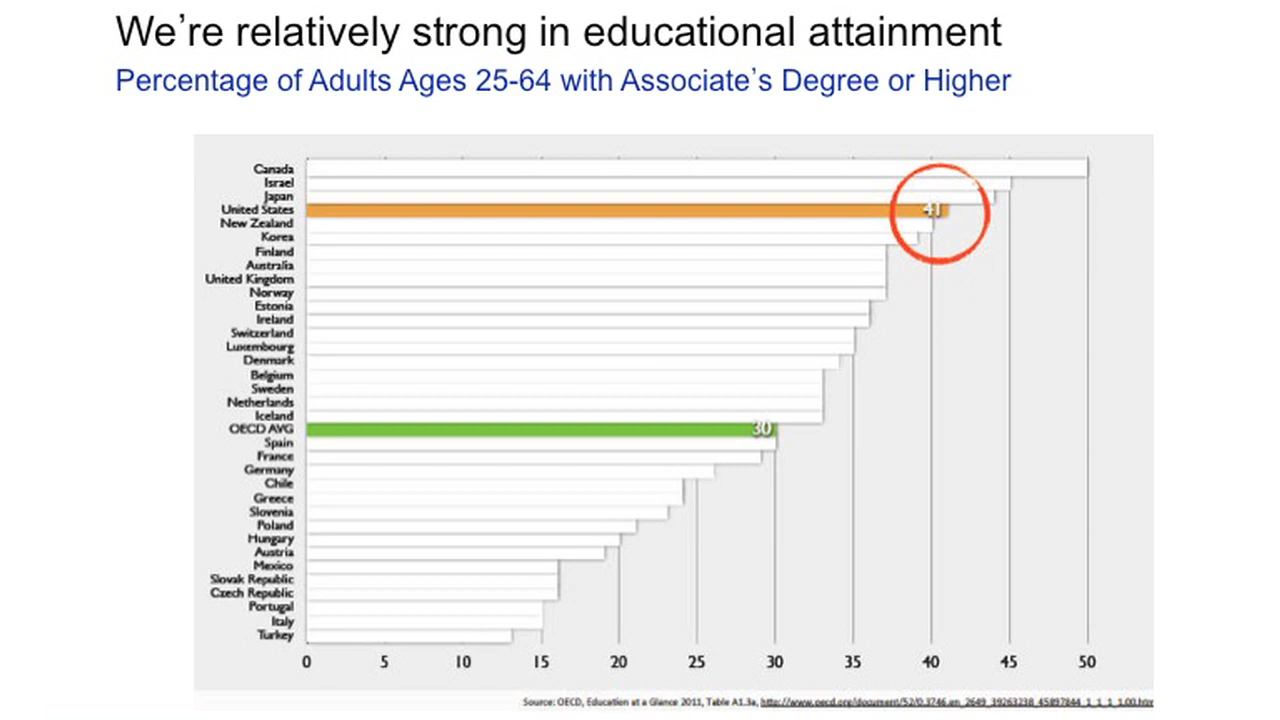 We’re relatively strong in educational attainment
Percentage of Adults Ages 25-64 with Associate’s Degree or Higher
Canada
Israel
Japan
United States 41
New Zealand
Korea
Finland
Australia
United Kingdom
Norway
Estonia
Ireland
Switzerland
Luxembourg
Denmark
Belgium
Sweden
Netherlands
Iceland
OECD AVG 30
Spain
France
Germany
Chile
Greece
Slovenia
Poland
Hungary
Austria
Mexico
Slovak Republic
Czech Republic
Portugal
Italy
Turkey
0 5 10 15 20 25 30 35 40 45 50
Source: OECD, Education at a Glance 2011, Table A1.3a,